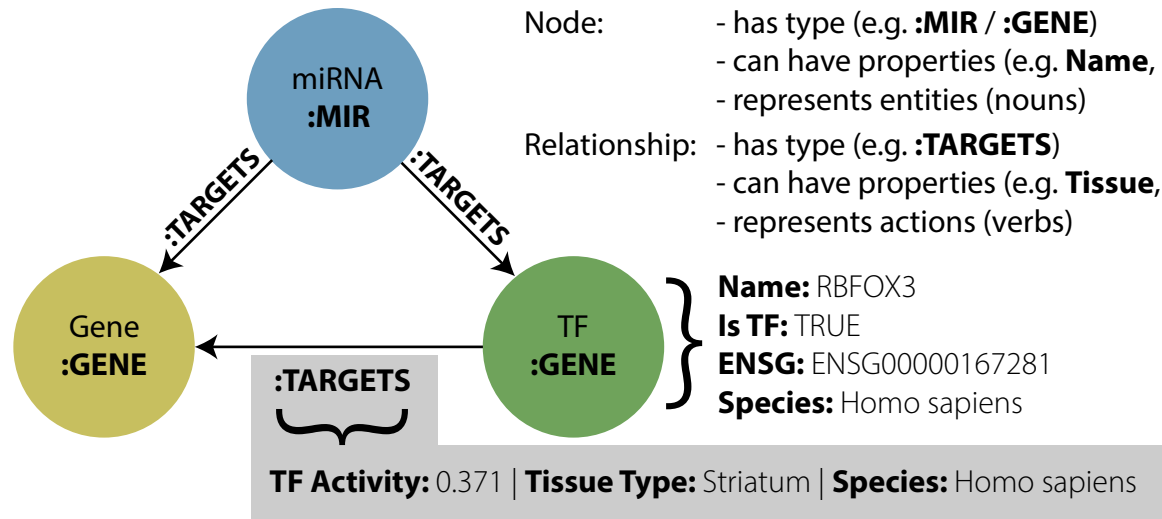 miRNA
:MIR
:TARGETS
:TARGETS
Gene
:GENE
TF
:GENE
:TARGETS
Node: - has type (e.g. :MIR / :GENE)
- can have properties (e.g. Name,
- represents entities (nouns)
Relationship: - has type (e.g. :TARGETS)
- can have properties (e.g. Tissue,
- represents actions (verbs)
Name: RBFOX3
Is TF: TRUE
ENSG: ENSG00000167281
Species: Homo sapiens
TF Activity: 0.371 | Tissue Type: Striatum | Species: Homo sapiens